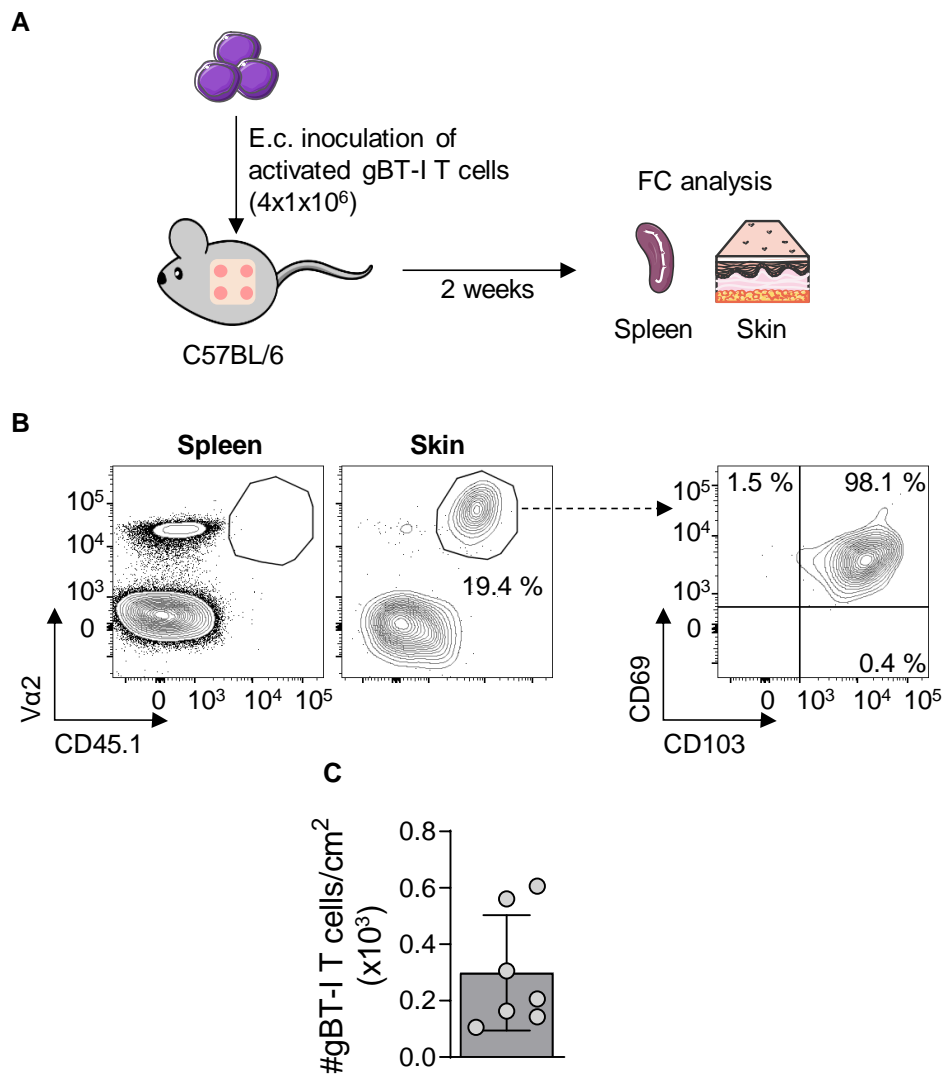 A
E.c. inoculation of
activated gBT-I T cells
(4x1x10⁶)
FC analysis
2 weeks
Spleen
Skin
C57BL/6
B
Spleen
Skin
10⁵
10⁴
10³
0
Vα2
0 10³ 10⁴ 10⁵
CD45.1
19.4 %
1.5 %
98.1 %
0.4 %
10⁵
10⁴
10³
0
CD69
0 10³ 10⁴ 10⁵
CD103
C
#gBT-I T cells/cm²
(x10³)
0.8
0.6
0.4
0.2
0.0